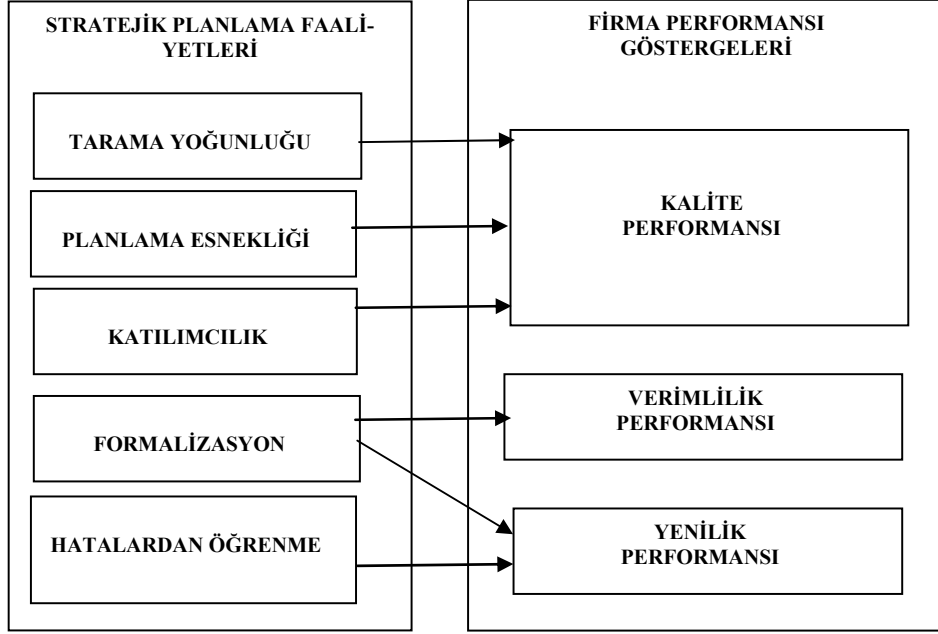 STRATEJİK PLANLAMA FAALİ-
YETLERİ
TARAMA YOĞUNLUĞU
PLANLAMA ESNEKLİĞİ
KATILIMCILIK
FORMALİZASYON
HATALARDAN ÖĞRENME
FİRMA PERFORMANSI
GÖSTERGELERİ
KALİTE
PERFORMANSI
VERİMLİLİK
PERFORMANSI
YENİLİK
PERFORMANSI